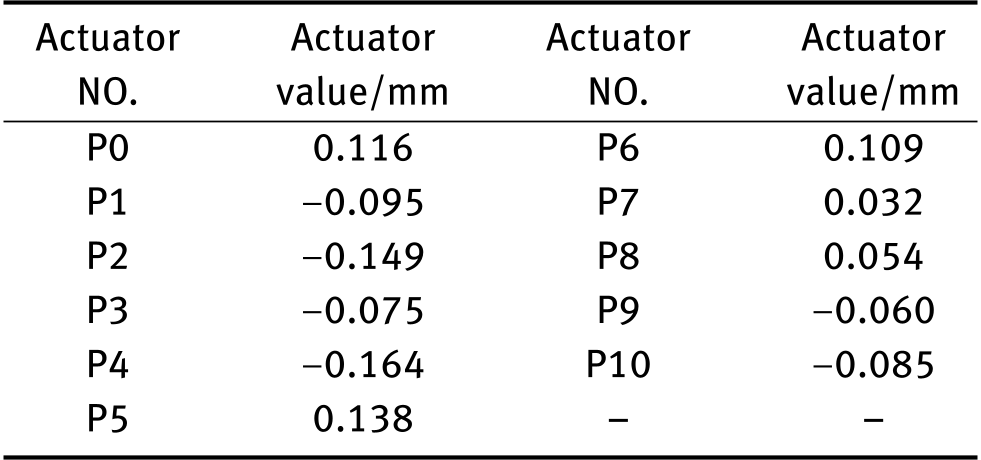 Actuator Actuator Actuator Actuator
NO. value/mm NO. value/mm
P0 0.116 P6 0.109
P1 −0.095 P7 0.032
P2 −0.149 P8 0.054
P3 −0.075 P9 −0.060
P4 −0.164 P10 −0.085
P5 0.138 – –